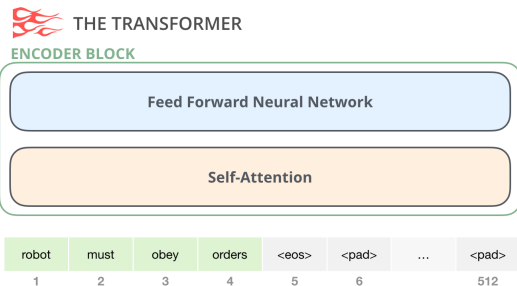 THE TRANSFORMER
ENCODER BLOCK
Feed Forward Neural Network
Self-Attention
robot must obey orders <eos> <pad> ... <pad>
1 2 3 4 5 6 512